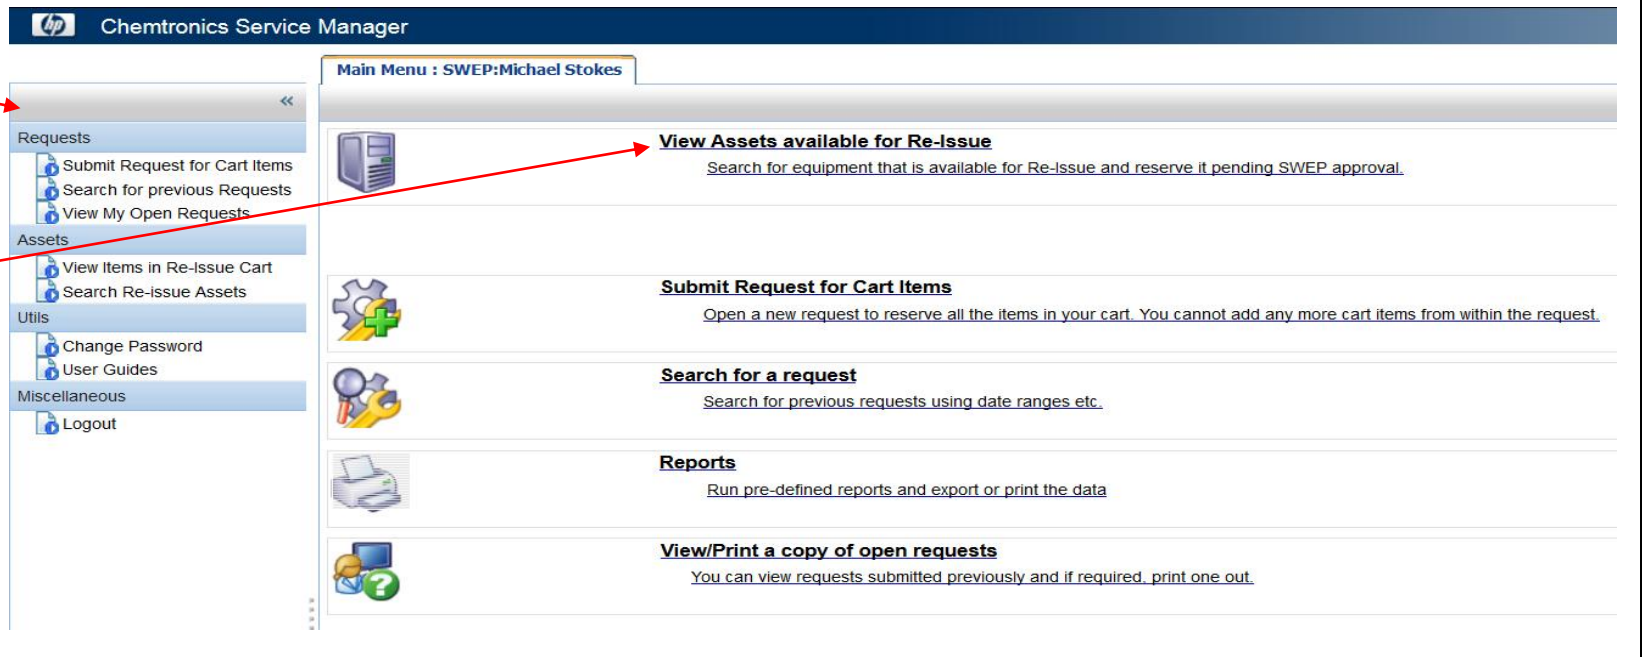 hp Chemtronics Service Manager
Main Menu : SWEP:Michael Stokes
«
Requests
Submit Request for Cart Items
Search for previous Requests
View My Open Requests
Assets
View Items in Re-Issue Cart
Search Re-issue Assets
Utils
Change Password
User Guides
Miscellaneous
Logout
View Assets available for Re-Issue
Search for equipment that is available for Re-Issue and reserve it pending SWEP approval.
Submit Request for Cart Items
Open a new request to reserve all the items in your cart. You cannot add any more cart items from within the request.
Search for a request
Search for previous requests using date ranges etc.
Reports
Run pre-defined reports and export or print the data
View/Print a copy of open requests
You can view requests submitted previously and if required, print one out.